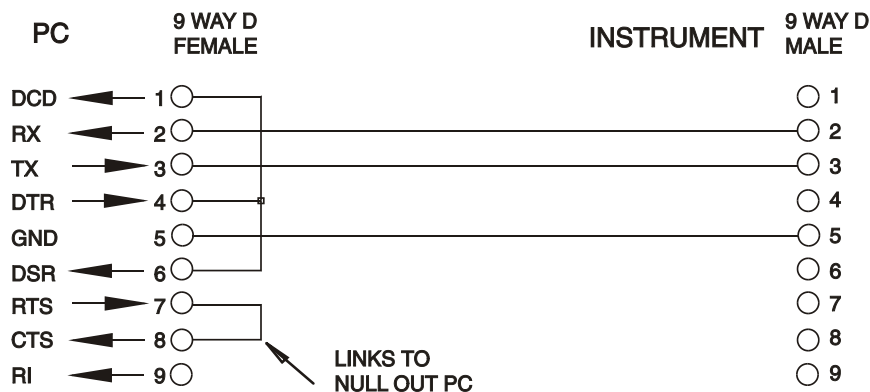 PC
9 WAY D
FEMALE
INSTRUMENT
9 WAY D
MALE
DCD 1 1
RX 2 2
TX 3 3
DTR 4 4
GND 5 5
DSR 6 6
RTS 7 7
CTS 8 8
RI 9 9
LINKS TO
NULL OUT PC